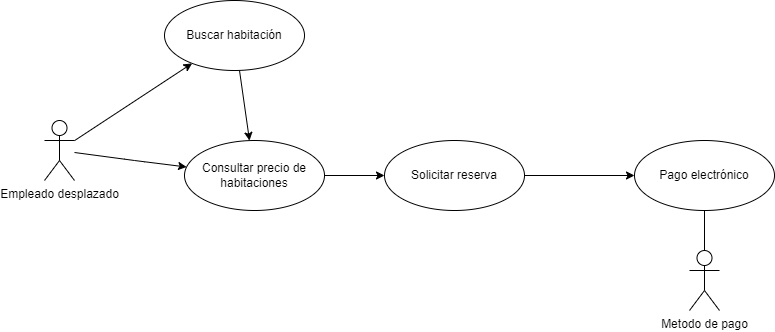 Buscar habitación
Consultar precio de
habitaciones
Solicitar reserva
Pago electrónico
Empleado desplazado
Metodo de pago